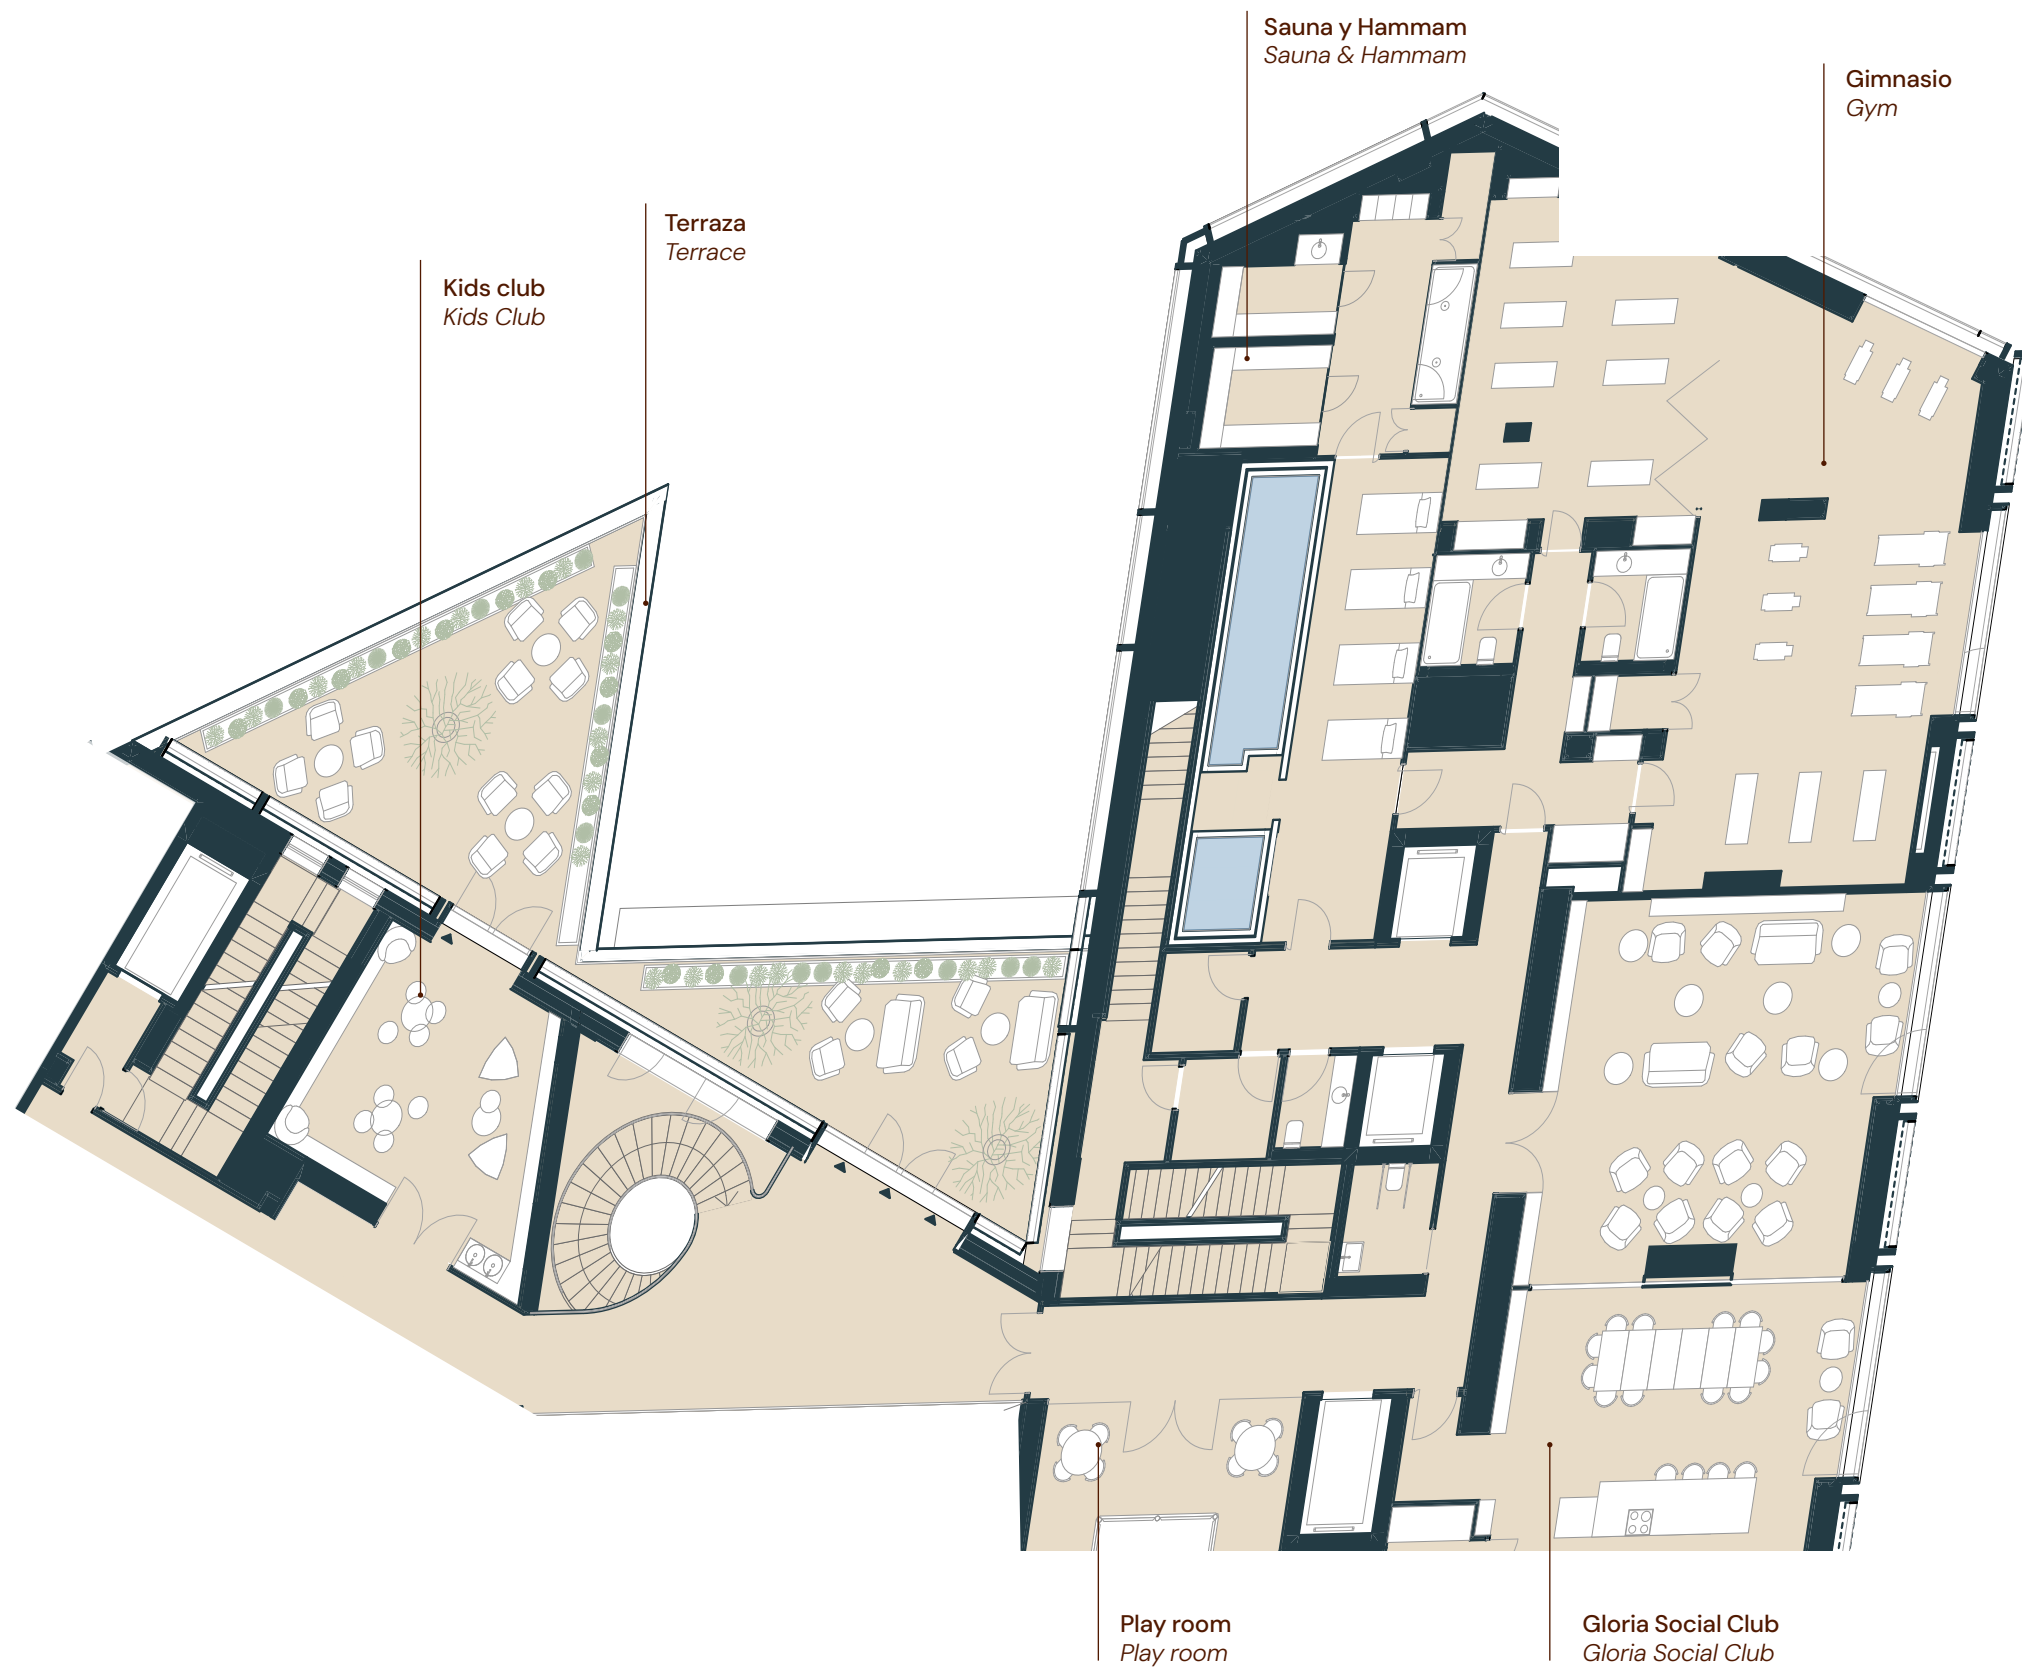 Sauna y Hammam
Sauna & Hammam
Gimnasio
Gym
Terraza
Terrace
Kids club
Kids Club
Play room
Play room
Gloria Social Club
Gloria Social Club